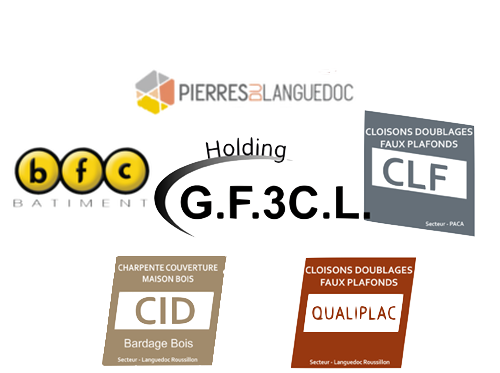 PIERRES DU LANGUEDOC
CLOISONS DOUBLAGES
FAUX PLAFONDS
CLF
Secteur - PACA
bfc
BATIMENT
Holding
G.F.3C.L.
CHARPENTE COUVERTURE
MAISON BOIS
CID
Bardage Bois
Secteur - Languedoc Roussillon
CLOISONS DOUBLAGES
FAUX PLAFONDS
QUALIPLAC
Secteur - Languedoc Roussillon